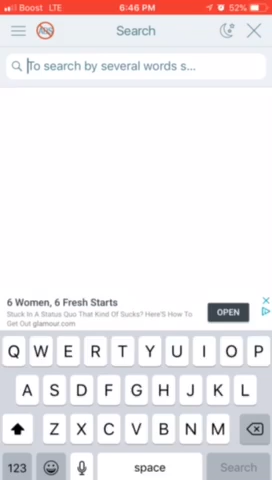 Boost LTE 6:46 PM 52%
Search
To search by several words s...
6 Women, 6 Fresh Starts
Stuck In A Status Quo That Kind Of Sucks? Here'S How To
Get Out glamour.com
OPEN
Q W E R T Y U I O P
A S D F G H J K L
Z X C V B N M
123 space Search